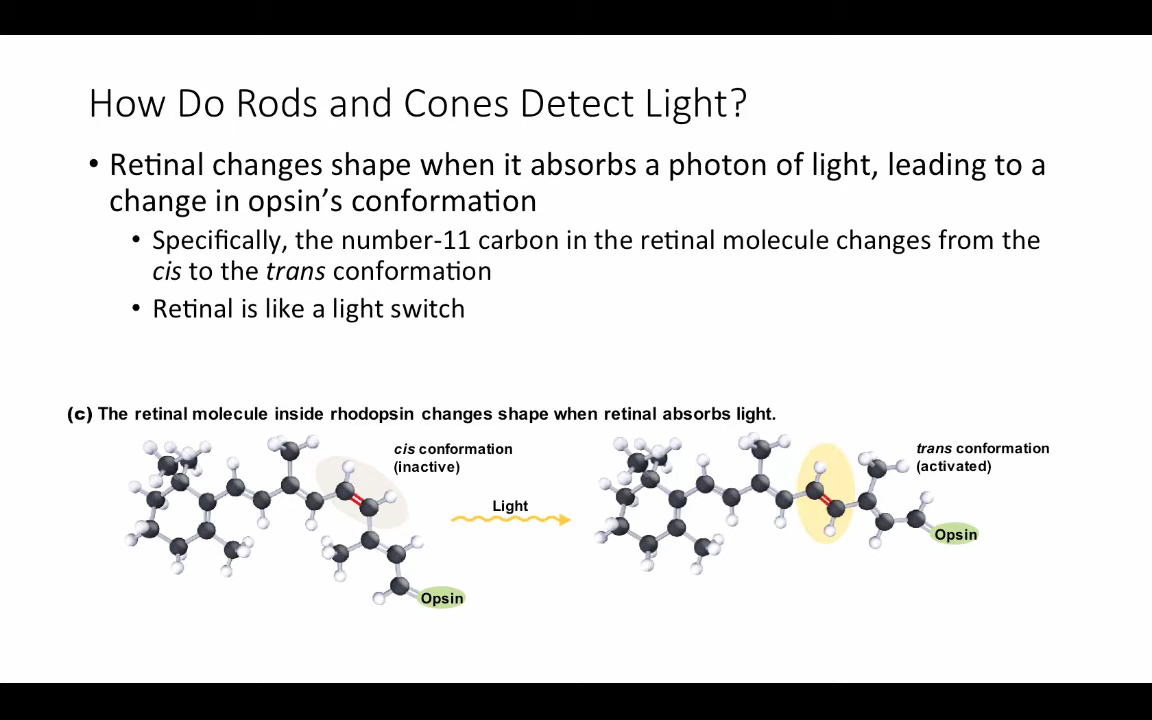 How Do Rods and Cones Detect Light?
• Retinal changes shape when it absorbs a photon of light, leading to a
change in opsin’s conformation
• Specifically, the number-11 carbon in the retinal molecule changes from the
cis to the trans conformation
• Retinal is like a light switch
(c) The retinal molecule inside rhodopsin changes shape when retinal absorbs light.
cis conformation
(inactive)
Light
Opsin
trans conformation
(activated)
Opsin